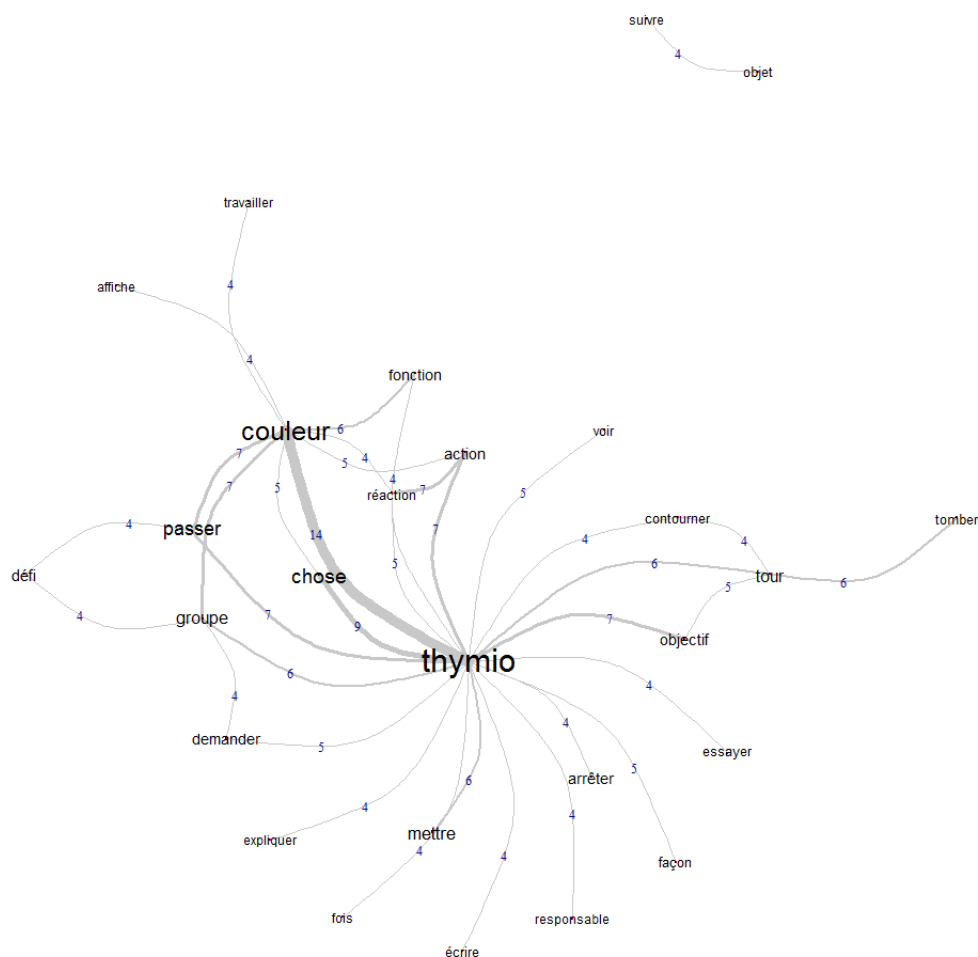 suivre
4
objet
travailler
4
affiche
4
fonction
couleur
6
voir
7
4
action
5
4
7
5
7
réaction
5
contourner
tomber
4
passer
7
4
4
14
6
5
tour
6
défi
chose
5
4
groupe
7
9
7
objectif
thymio
6
4
4
demander
5
4
essayer
5
arrêter
6
4
4
expliquer
mettre
4
4
façon
fois
responsable
écrire